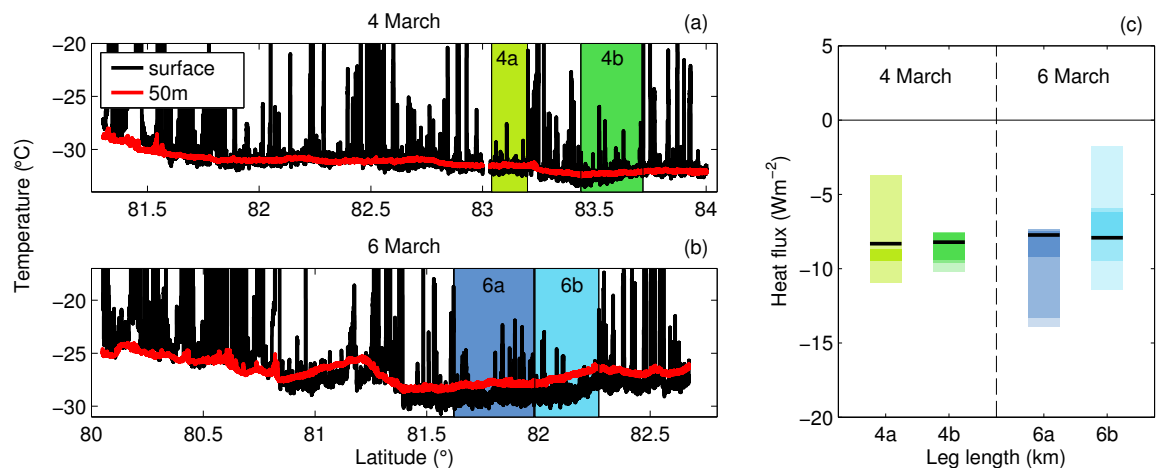 4 March
(a)
−20
−25
−30
surface
50m
4a
4b
81.5
82
82.5
83
83.5
84
Temperature (°C)
6 March
(b)
−20
−25
−30
6a
6b
80
80.5
81
81.5
82
82.5
Latitude (°)
(c)
5
0
−5
−10
−15
−20
Heat flux (Wm−2)
4 March
6 March
4a
4b
6a
6b
Leg length (km)